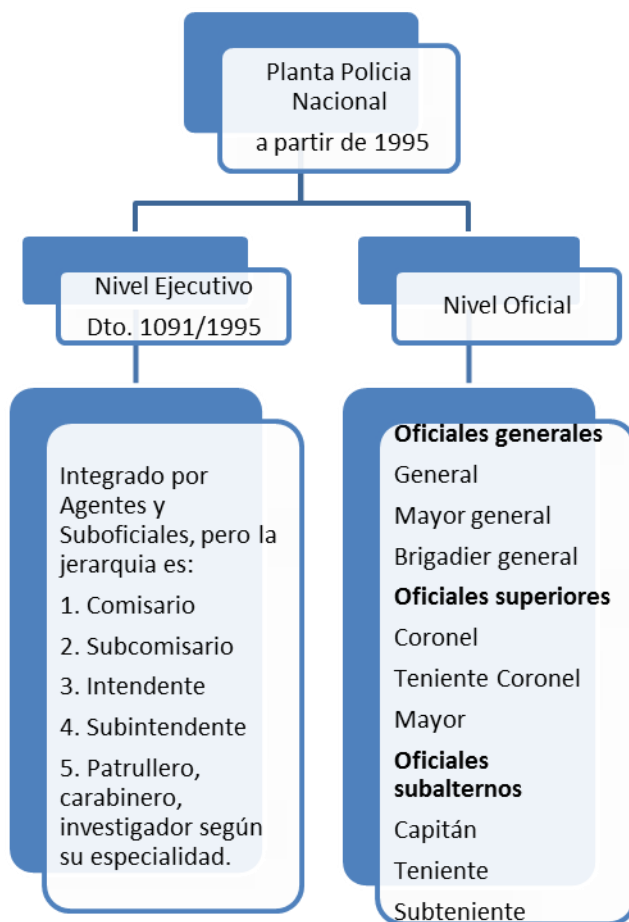 Planta Policia
Nacional
a partir de 1995
Nivel Ejecutivo
Dto. 1091/1995
Nivel Oficial
Integrado por
Agentes y
Suboficiales, pero la
jerarquia es:
1. Comisario
2. Subcomisario
3. Intendente
4. Subintendente
5. Patrullero,
carabinero,
investigador según
su especialidad.
Oficiales generales
General
Mayor general
Brigadier general
Oficiales superiores
Coronel
Teniente Coronel
Mayor
Oficiales
subalternos
Capitán
Teniente
Subteniente